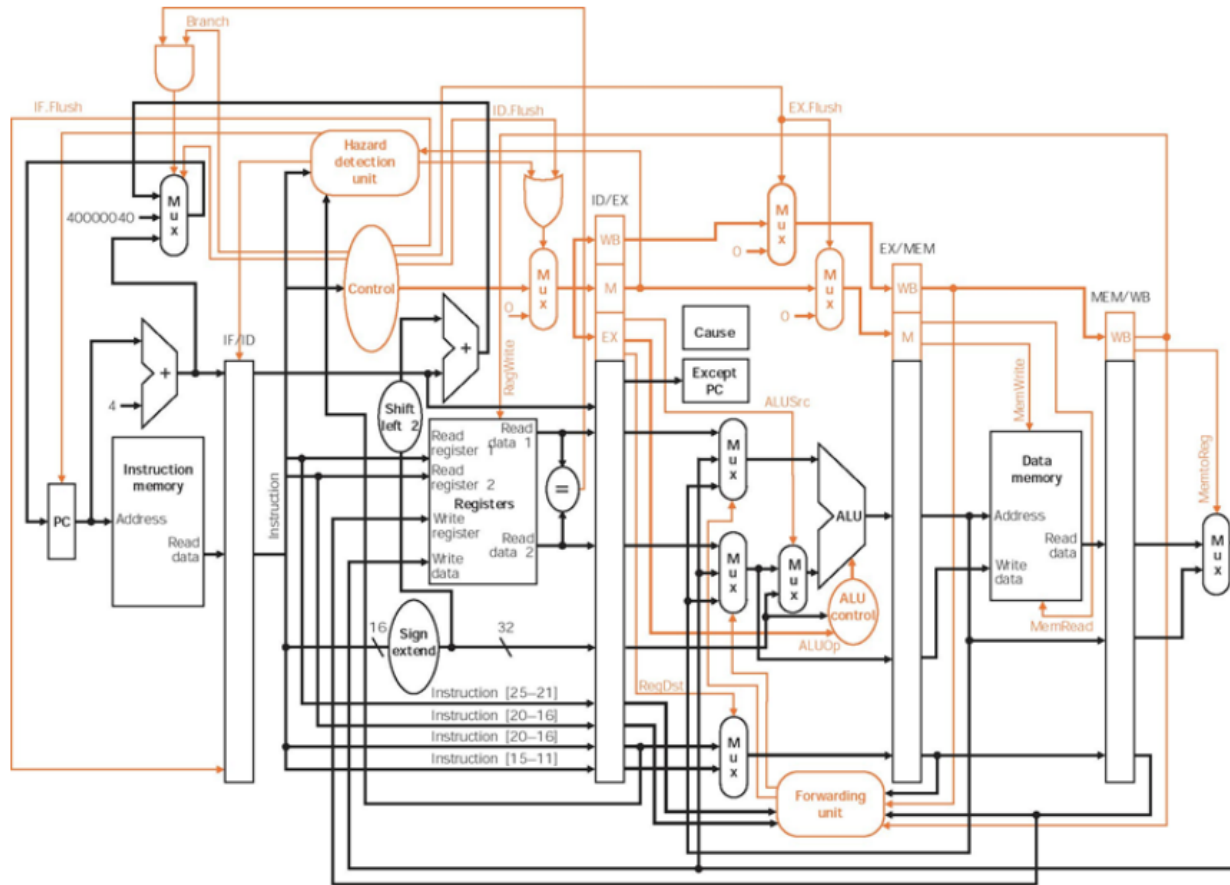 Branch
IF.Flush
ID.Flush
EX.Flush
Hazard
detection
unit
M
u
x
40000040
ID/EX
WB
M
u
x
0
EX/MEM
Control
M
u
x
0
M
M
u
x
0
WB
MEM/WB
IF/ID
+
EX
Cause
M
WB
+
4
RegWrite
Except
PC
MemWrite
Shift
left 2
ALUSrc
Instruction
memory
Address
Read
data
PC
Instruction
Read
register 1
Read
data 1
Read
register 2
Registers
Write
register
Write
data
Read
data 2
=
M
u
x
M
u
x
M
u
x
ALU
ALU
control
ALUOp
Data
memory
Address
Read
data
Write
data
MemRead
MemtoReg
M
u
x
16
Sign
extend
32
RegDst
Instruction [25–21]
Instruction [20–16]
Instruction [20–16]
Instruction [15–11]
M
u
x
Forwarding
unit